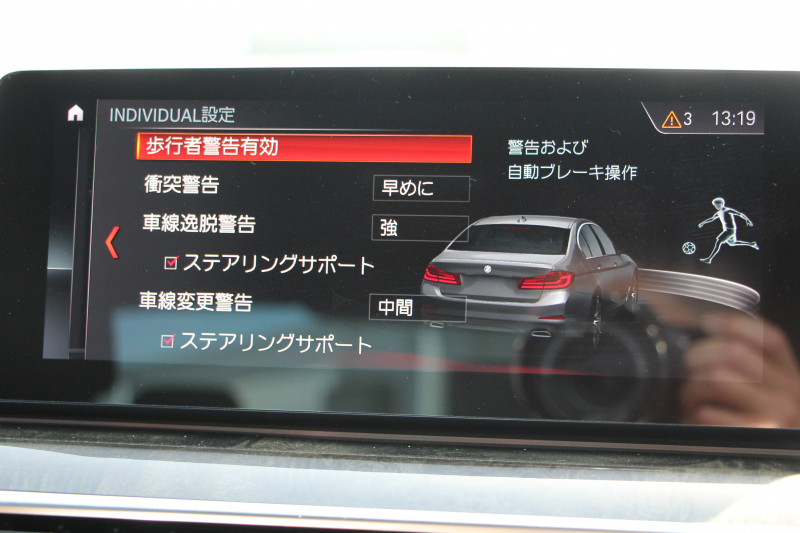 INDIVIDUAL設定
3 13:19
歩行者警告有効
警告および
自動ブレーキ操作
衝突警告 早めに
車線逸脱警告 強
ステアリングサポート
車線変更警告 中間
ステアリングサポート